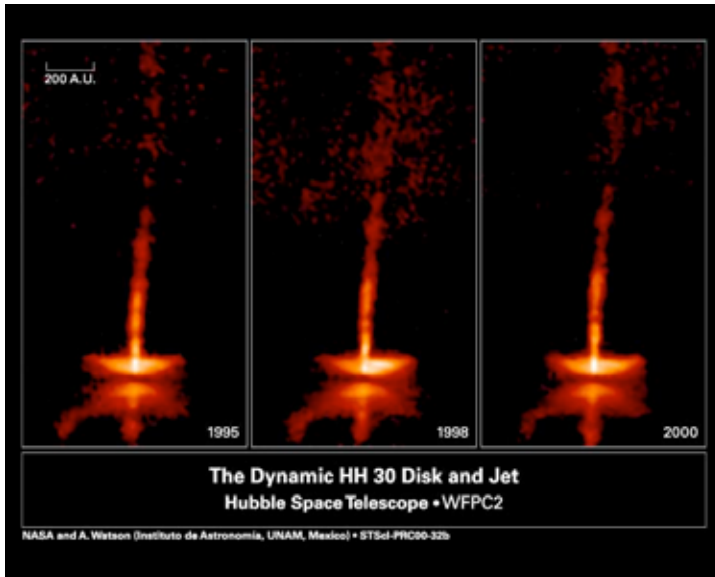 200 A.U.
1995
1998
2000
The Dynamic HH 30 Disk and Jet
Hubble Space Telescope • WFPC2
NASA and A. Watson (Instituto de Astronomía, UNAM, Mexico) • STScI-PRC00-32b